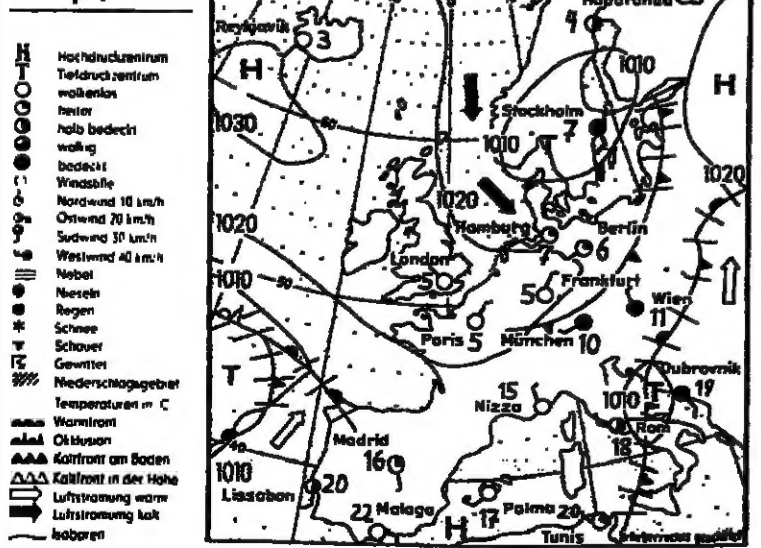 H Hochdruckzentrum
T Tiefdruckzentrum
wolkenlos
heiter
halb bedeckt
wolkig
bedeckt
Windstille
Nordwind 10 km/h
Ostwind 20 km/h
Südwind 30 km/h
Westwind 40 km/h
Nebel
Nieseln
Regen
Schnee
Schauer
Gewitter
Niederschlagsgebiet
Temperaturen in °C
Warmfront
Okklusion
Kaltfront am Boden
Kaltfront in der Höhe
Luftströmung warm
Luftströmung kalt
Isobaren
Reykjavik
3
4
H
1010
H
1030
60
Stockholm
7
1010
T
1020
1020
Hamburg
Berlin
6
1020
London
5
1010
50
Frankfurt
5
Wien
11
Paris
5
München
10
T
Dubrovnik
19
15
Nizza
1010
T
Rom
18
Madrid
16
40
1010
Lissabon
20
22
Malaga
17
Palma
H
20
Tunis